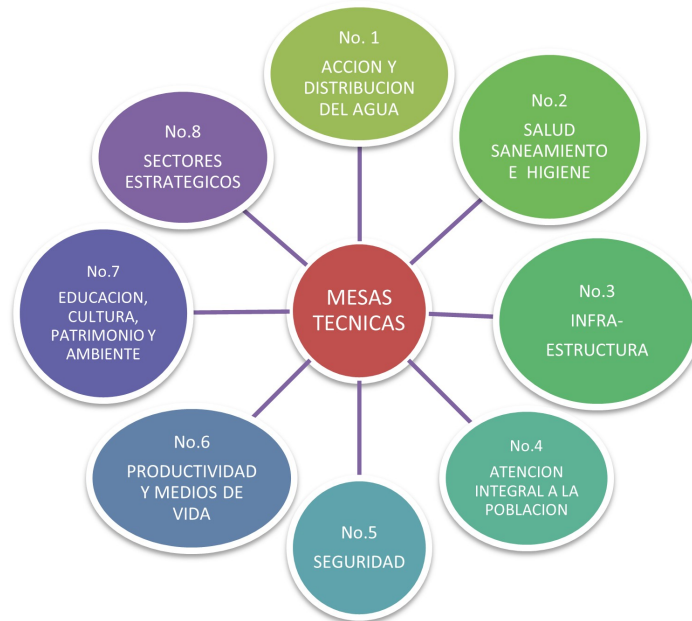 No. 1
ACCION Y
DISTRIBUCION
DEL AGUA
No.2
SALUD
SANEAMIENTO
E HIGIENE
No.3
INFRA-
ESTRUCTURA
No.4
ATENCION
INTEGRAL A LA
POBLACION
No.5
SEGURIDAD
No.6
PRODUCTIVIDAD
Y MEDIOS DE
VIDA
No.7
EDUCACION,
CULTURA,
PATRIMONIO Y
AMBIENTE
No.8
SECTORES
ESTRATEGICOS
MESAS
TECNICAS